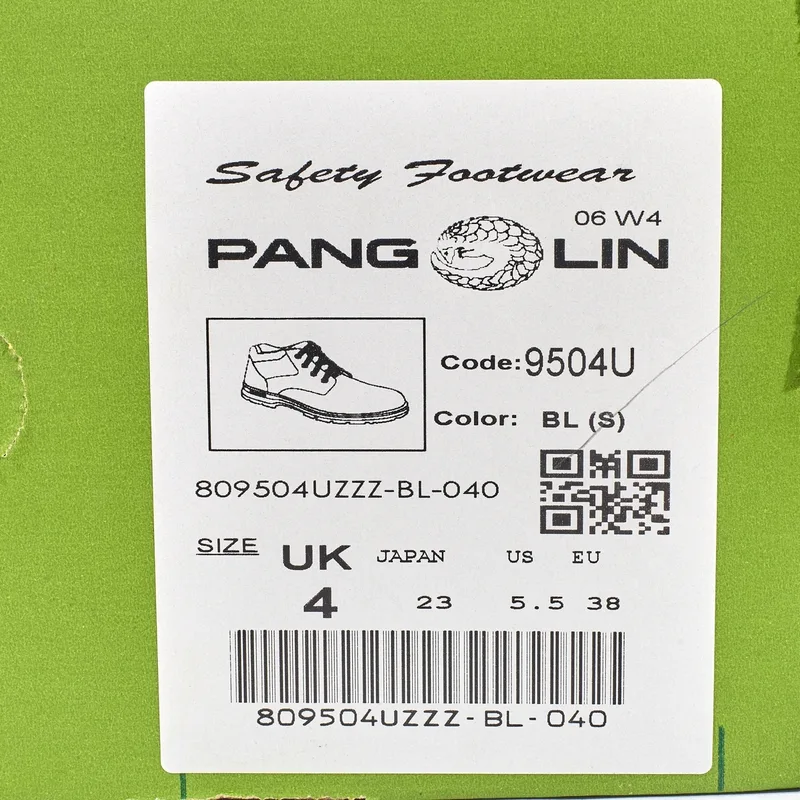 Safety Footwear
06 W4
PANG LIN
Code:9504U
Color: BL (S)
809504UZZZ-BL-040
SIZE UK JAPAN US EU
4 23 5.5 38
809504UZZZ-BL-040